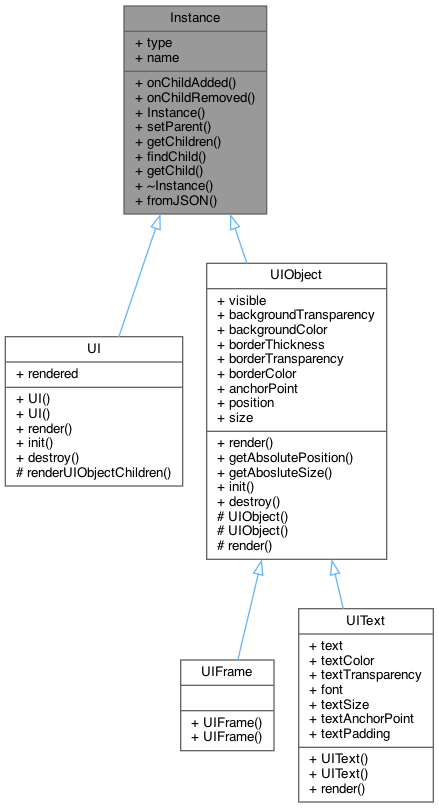 Instance
+ type
+ name
+ onChildAdded()
+ onChildRemoved()
+ Instance()
+ setParent()
+ getChildren()
+ findChild()
+ getChild()
+ ~Instance()
+ fromJSON()
UIObject
+ visible
+ backgroundTransparency
+ backgroundColor
+ borderThickness
+ borderTransparency
+ borderColor
+ anchorPoint
+ position
+ size
+ render()
+ getAbsolutePosition()
+ getAbosluteSize()
+ init()
+ destroy()
# UIObject()
# UIObject()
# render()
UI
+ rendered
+ UI()
+ UI()
+ render()
+ init()
+ destroy()
# renderUIObjectChildren()
UIFrame
+ UIFrame()
+ UIFrame()
UIText
+ text
+ textColor
+ textTransparency
+ font
+ textSize
+ textAnchorPoint
+ textPadding
+ UIText()
+ UIText()
+ render()